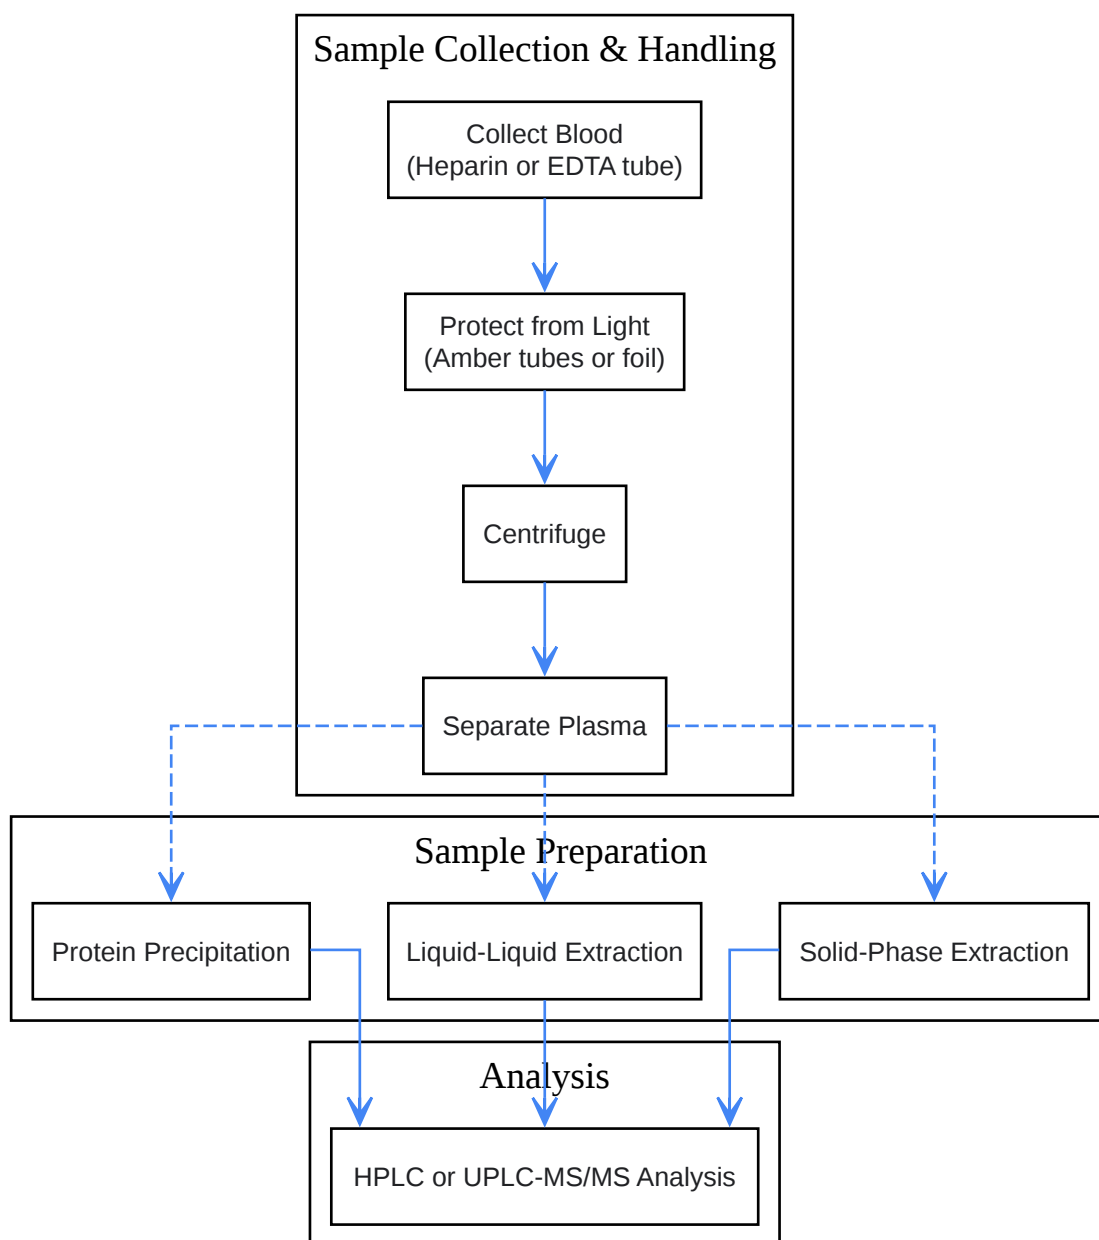 Sample Collection & Handling
Collect Blood
(Heparin or EDTA tube)
Protect from Light
(Amber tubes or foil)
Centrifuge
Separate Plasma
Sample Preparation
Protein Precipitation
Liquid-Liquid Extraction
Solid-Phase Extraction
Analysis
HPLC or UPLC-MS/MS Analysis